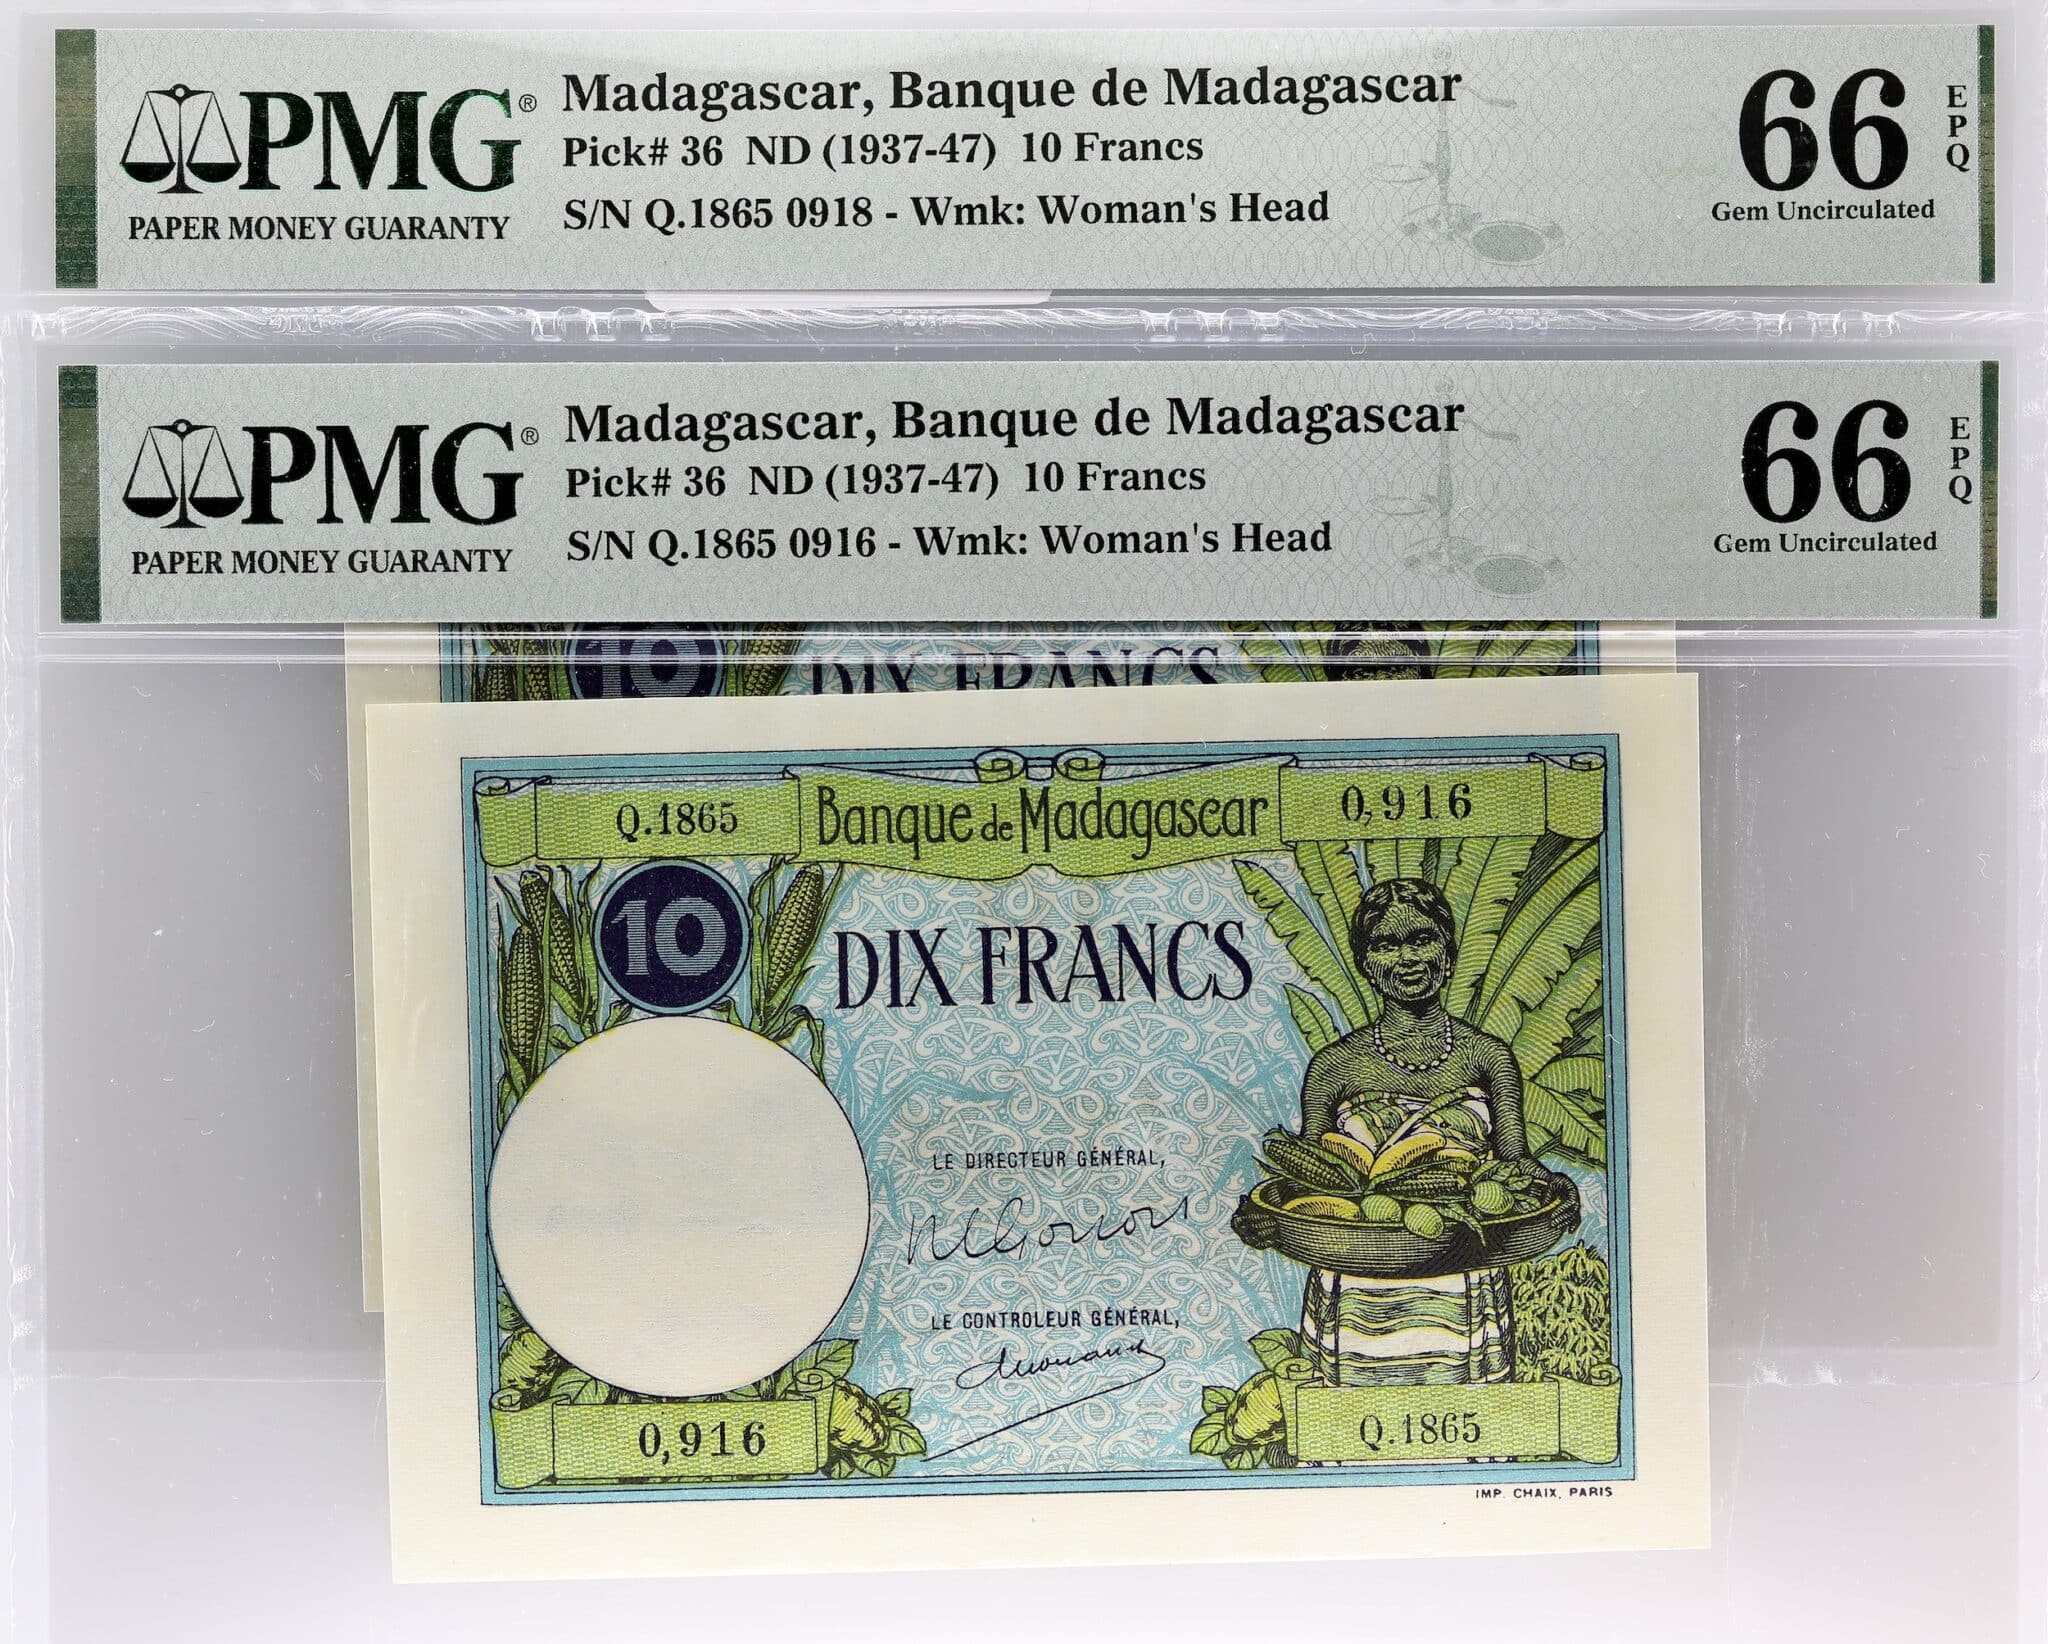 PMG®
PAPER MONEY GUARANTY
Madagascar, Banque de Madagascar
Pick# 36 ND (1937-47) 10 Francs
S/N Q.1865 0918 - Wmk: Woman's Head
66
EPQ
Gem Uncirculated
PMG®
PAPER MONEY GUARANTY
Madagascar, Banque de Madagascar
Pick# 36 ND (1937-47) 10 Francs
S/N Q.1865 0916 - Wmk: Woman's Head
66
EPQ
Gem Uncirculated
10
DIX FRANCS
Q.1865
Banque de Madagascar
0,916
10
DIX FRANCS
LE DIRECTEUR GÉNÉRAL,
LE CONTROLEUR GÉNÉRAL,
0,916
Q.1865
IMP. CHAIX, PARIS